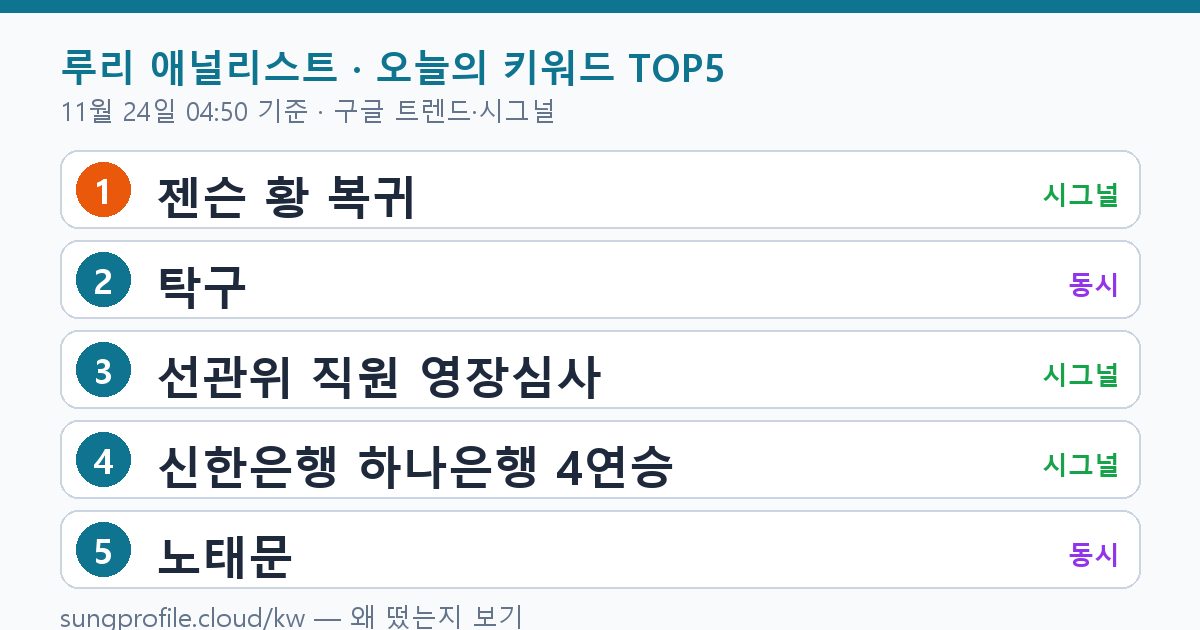 루리 애널리스트 · 오늘의 키워드 TOP5
11월 24일 04:50 기준 · 구글 트렌드·시그널
1 젠슨 황 복귀 시그널
2 탁구 동시
3 선관위 직원 영장심사 시그널
4 신한은행 하나은행 4연승 시그널
5 노태문 동시
sungprofile.cloud/kw — 왜 떴는지 보기